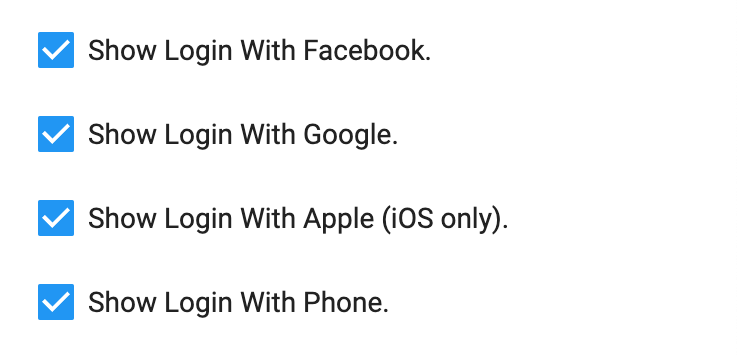 Show Login With Facebook.
Show Login With Google.
Show Login With Apple (iOS only).
Show Login With Phone.